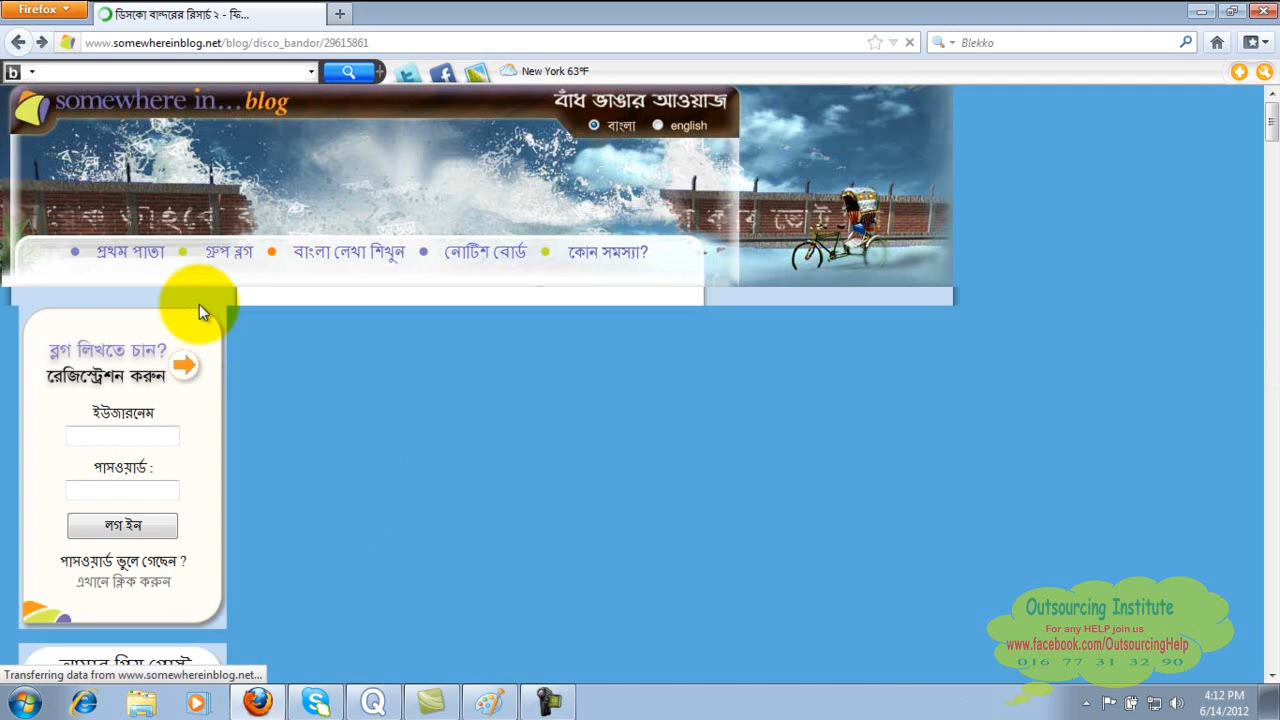 Firefox
ডিসকো বান্দরের রিসার্চ ২ - ফি...
www.somewhereinblog.net/blog/disco_bandor/29615861
Blekko
b
New York 63°F
somewhere in... blog
বাঁধ ভাঙার আওয়াজ
বাংলা
english
প্রথম পাতা
গ্রুপ ব্লগ
বাংলা লেখা শিখুন
নোটিশ বোর্ড
কোন সমস্যা?
ব্লগ লিখতে চান?
রেজিস্ট্রেশন করুন
ইউজারনেম
পাসওয়ার্ড :
লগ ইন
পাসওয়ার্ড ভুলে গেছেন ?
এখানে ক্লিক করুন
Outsourcing Institute
For any HELP join us
www.facebook.com/OutsourcingHelp
016 77 31 32 90
Transferring data from www.somewhereinblog.net...
4:12 PM
6/14/2012